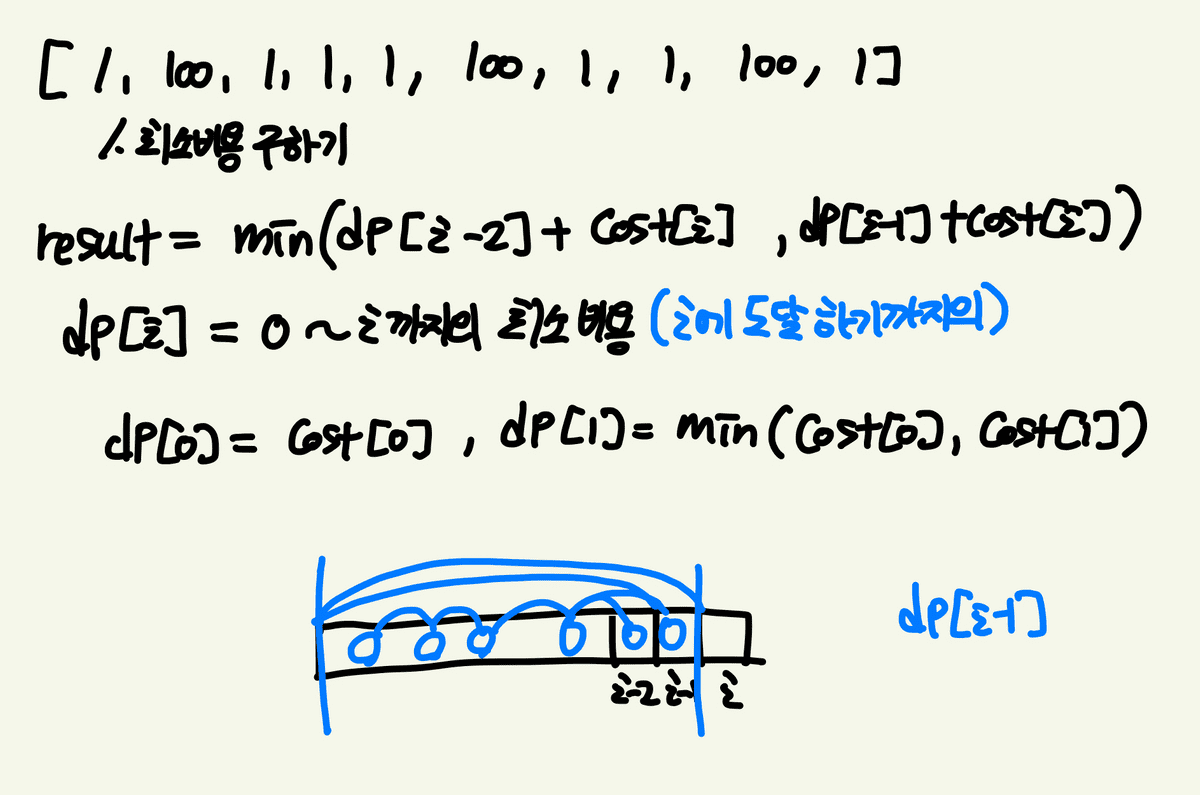 [1, 100, 1, 1, 1, 100, 1, 1, 100, 1]
1. 최소비용 구하기
result = min(dp[i-2] + cost[i], dp[i-1] + cost[i])
dp[i] = 0 ~ i까지의 최소 비용 (i에 도달하기까지의)
dp[0] = cost[0], dp[1] = min(cost[0], cost[1])
dp[i-1]
i-2 i-1 i